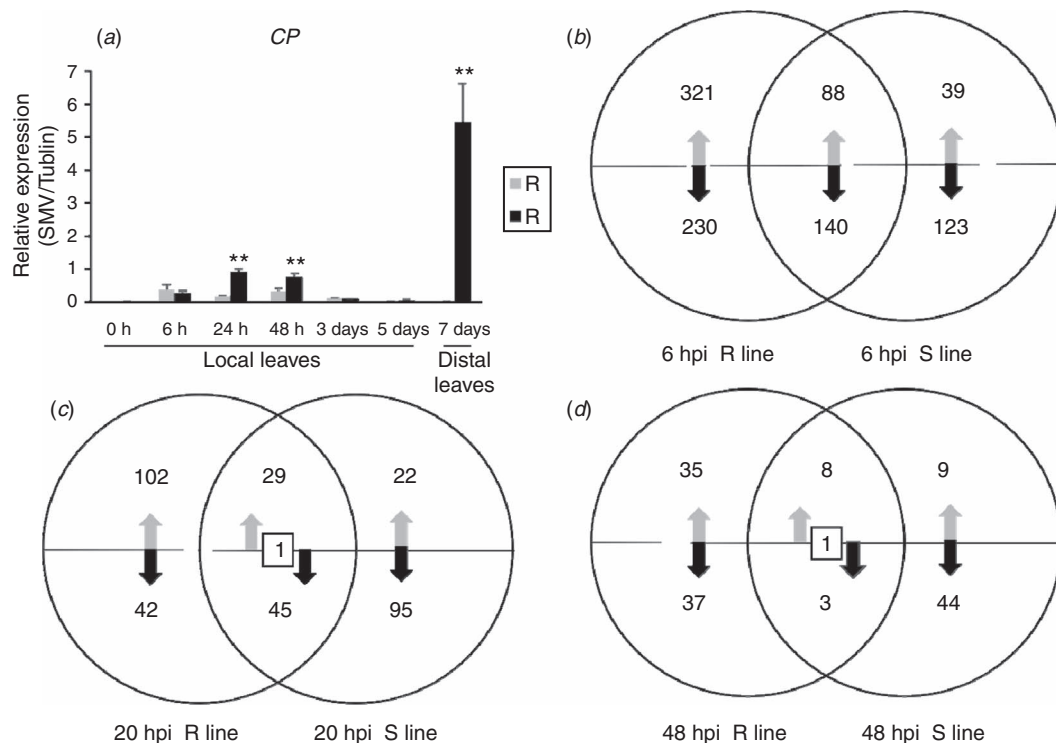 (a) CP
Relative expression
(SMV/Tublin)
7
6
5
4
3
2
1
0
**
**
**
0 h 6 h 24 h 48 h 3 days 5 days 7 days
Local leaves
Distal
leaves
R
R
(b)
321 88 39
230 140 123
6 hpi R line 6 hpi S line
(c)
102 29 22
1
42 45 95
20 hpi R line 20 hpi S line
(d)
35 8 9
1
37 3 44
48 hpi R line 48 hpi S line